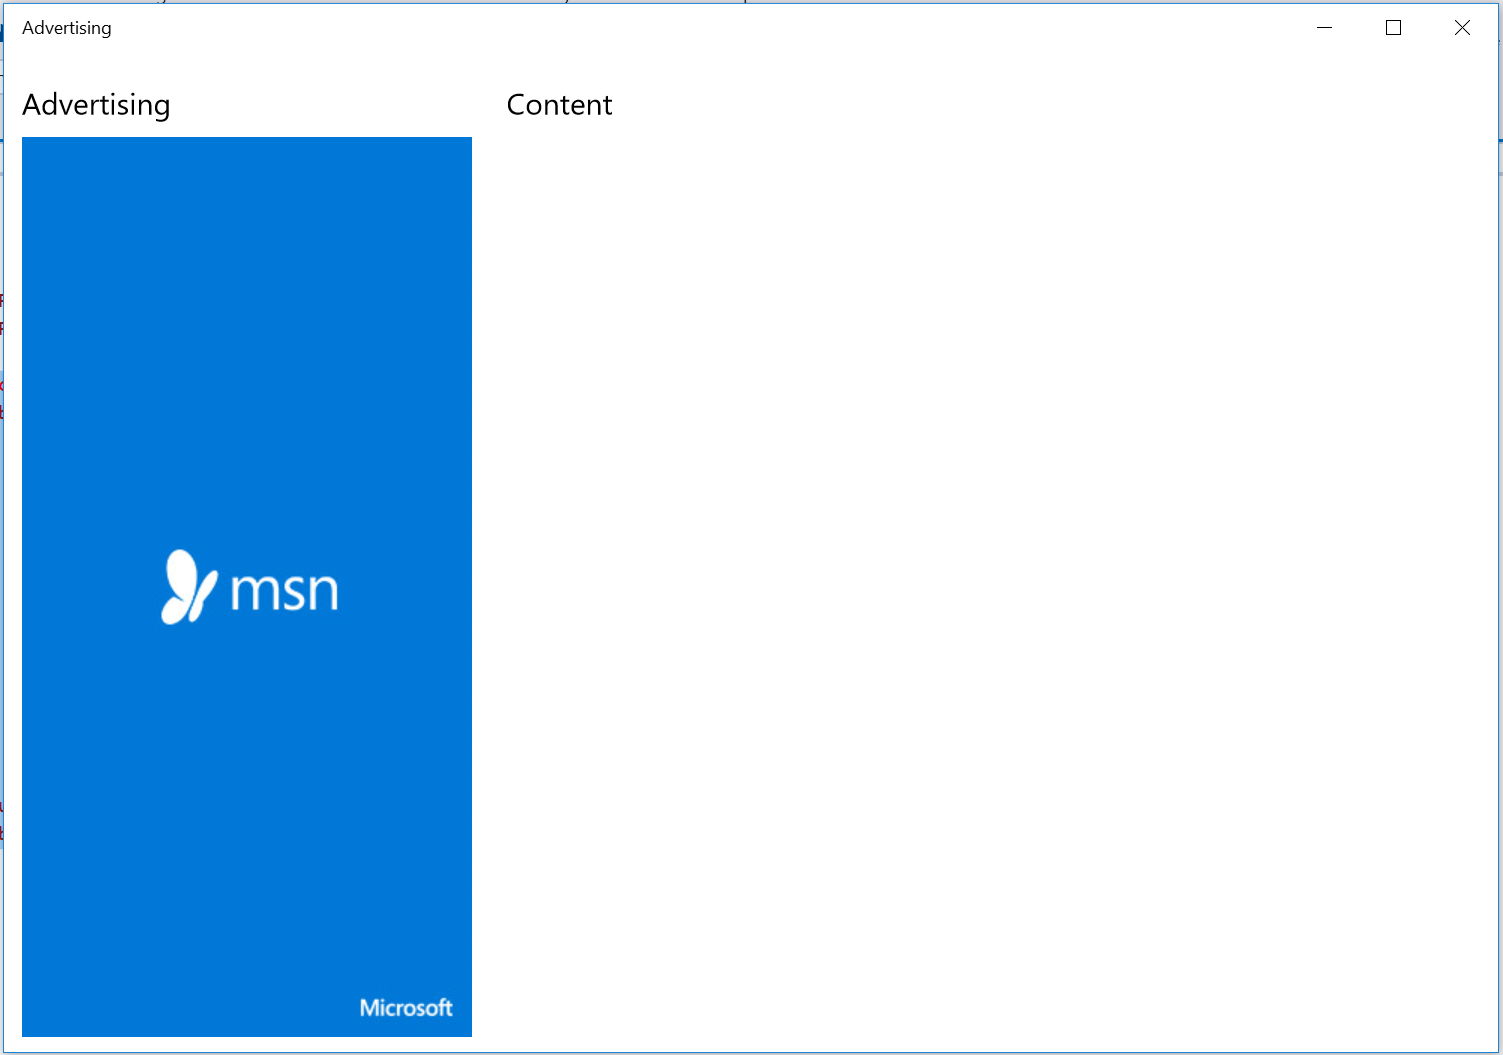 Advertising
Advertising
Content
msn
Microsoft